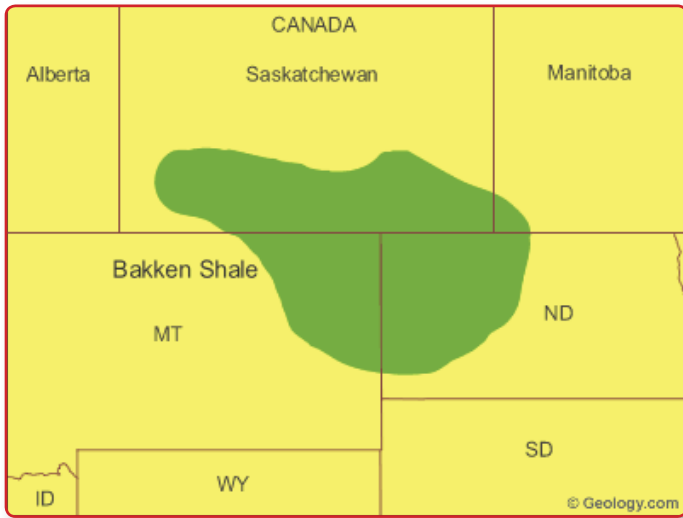 CANADA
Alberta
Saskatchewan
Manitoba
Bakken Shale
MT
ND
SD
WY
ID
© Geology.com